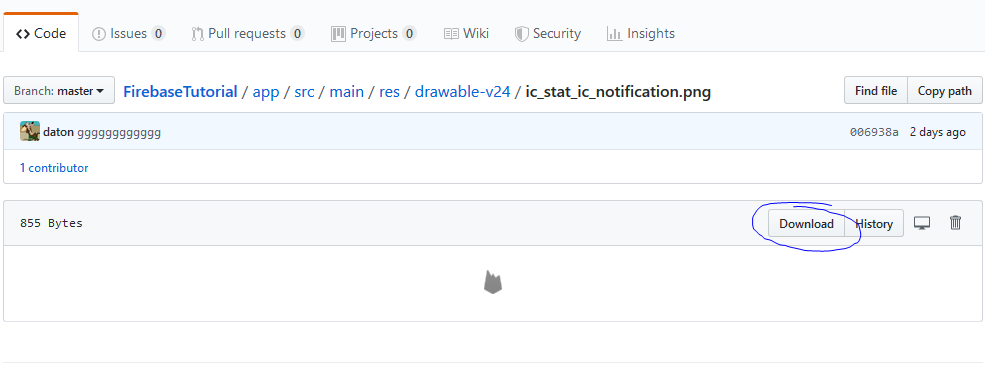 Code Issues 0 Pull requests 0 Projects 0 Wiki Security Insights
Branch: master FirebaseTutorial / app / src / main / res / drawable-v24 / ic_stat_ic_notification.png Find file Copy path
daton gggggggggggg 006938a 2 days ago
1 contributor
855 Bytes Download History